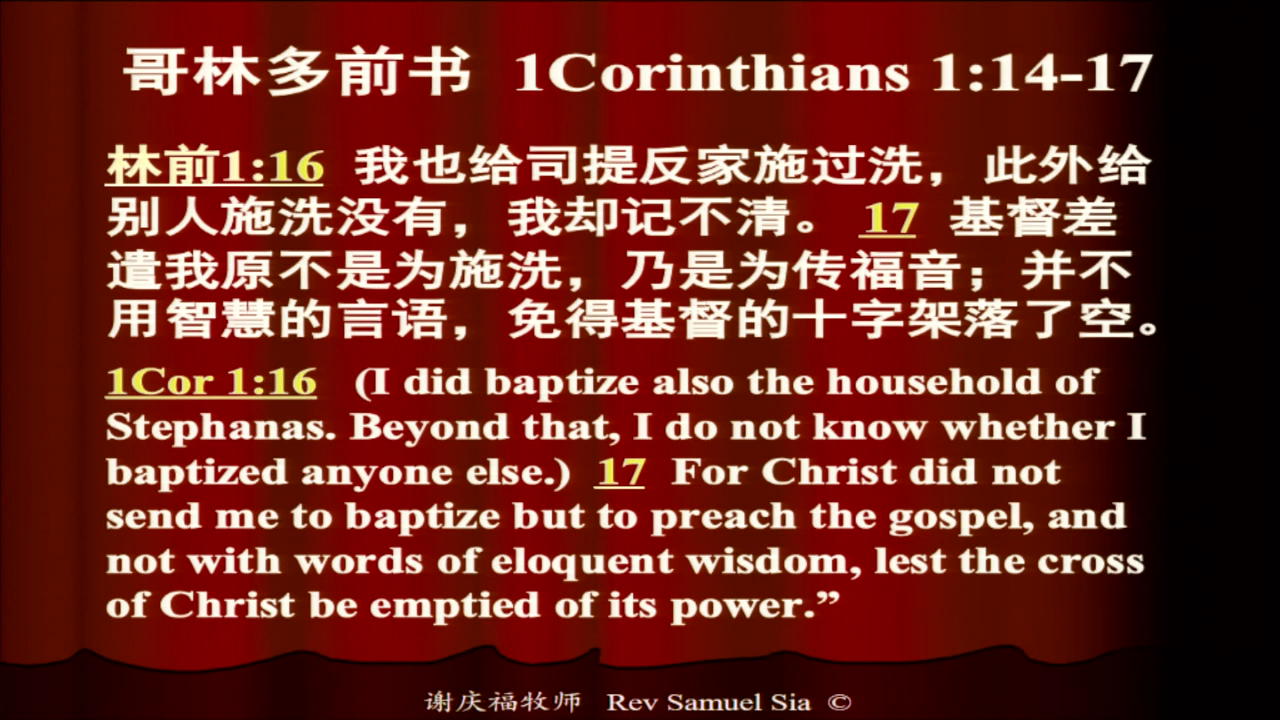 哥林多前书 1Corinthians 1:14-17
林前1:16 我也给司提反家施过洗，此外给
别人施洗没有，我却记不清。 17 基督差
遣我原不是为施洗，乃是为传福音；并不
用智慧的言语，免得基督的十字架落了空。
1Cor 1:16 (I did baptize also the household of
Stephanas. Beyond that, I do not know whether I
baptized anyone else.) 17 For Christ did not
send me to baptize but to preach the gospel, and
not with words of eloquent wisdom, lest the cross
of Christ be emptied of its power.”
谢庆福牧师 Rev Samuel Sia ©